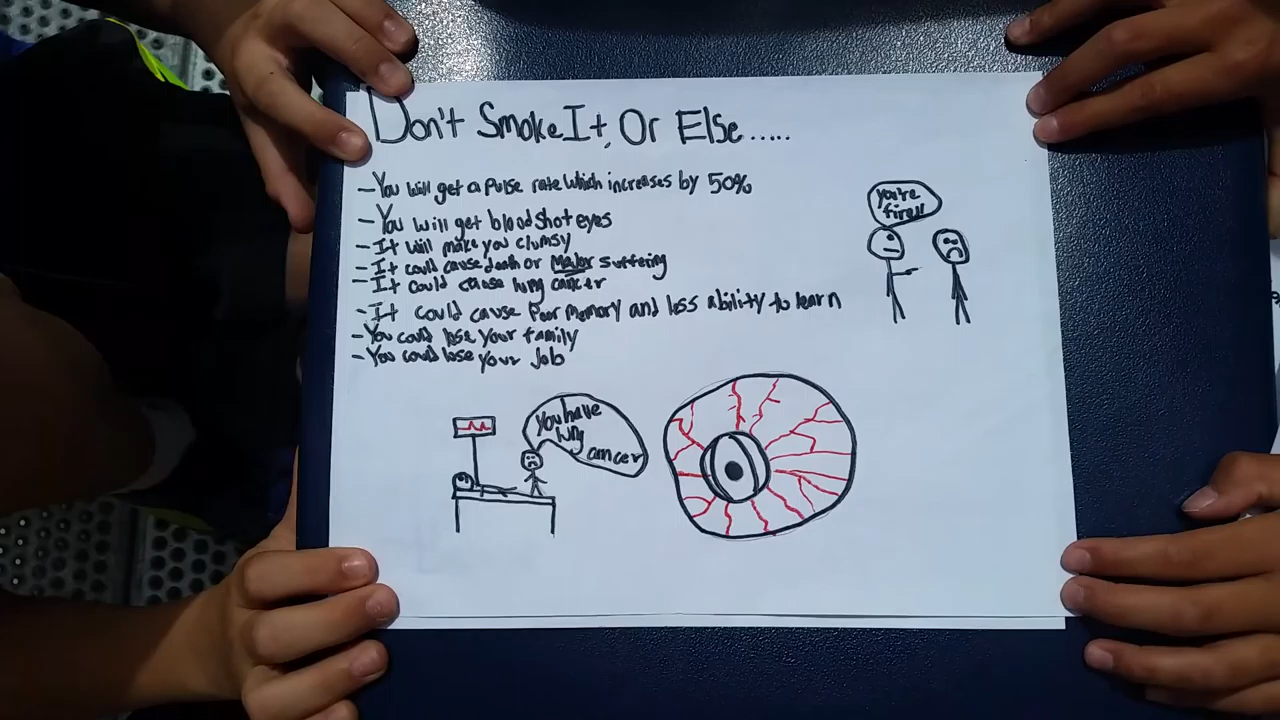 Don't Smoke It, Or Else.....
- You will get a pulse rate which increases by 50%
- You will get bloodshot eyes
- It will make you clumsy
- It could cause death or Major suffering
- It could cause lung cancer
- It could cause Poor memory and less ability to learn
- You could lose your family
- You could lose your Job
you're
fired!
You have
lung
cancer